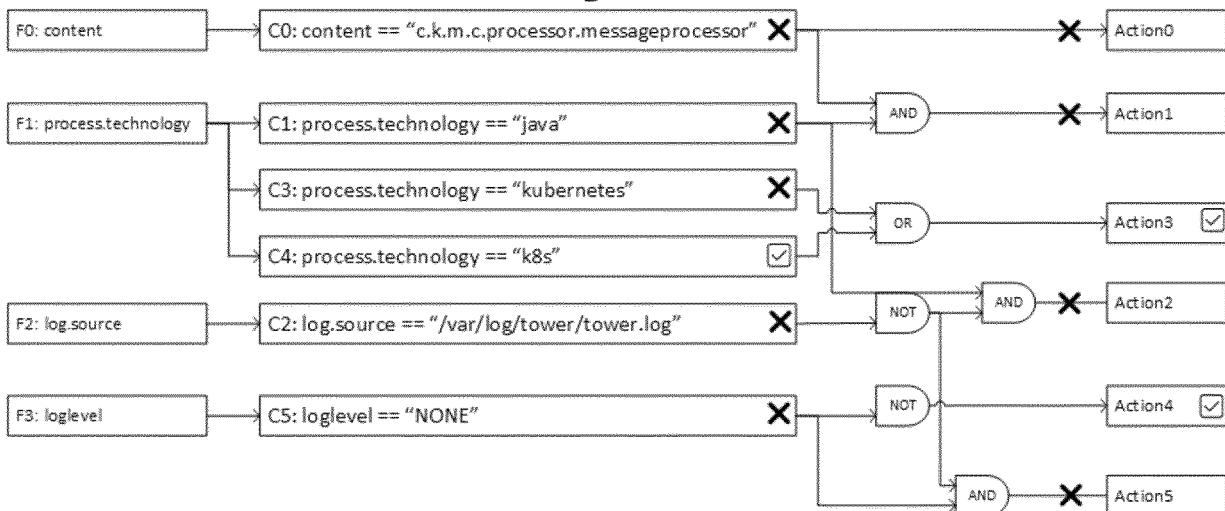 F0: content
C0: content == “c.k.m.c.processor.messageprocessor”
Action0
F1: process.technology
C1: process.technology == “java”
AND
Action1
C3: process.technology == “kubernetes”
OR
Action3
C4: process.technology == “k8s”
F2: log.source
C2: log.source == “/var/log/tower/tower.log”
NOT
AND
Action2
F3: loglevel
C5: loglevel == “NONE”
NOT
Action4
AND
Action5